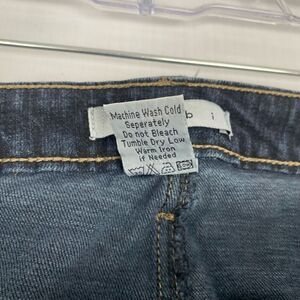 Machine Wash Cold
Seperately
Do not Bleach
Tumble Dry Low
Warm Iron
if Needed
b i